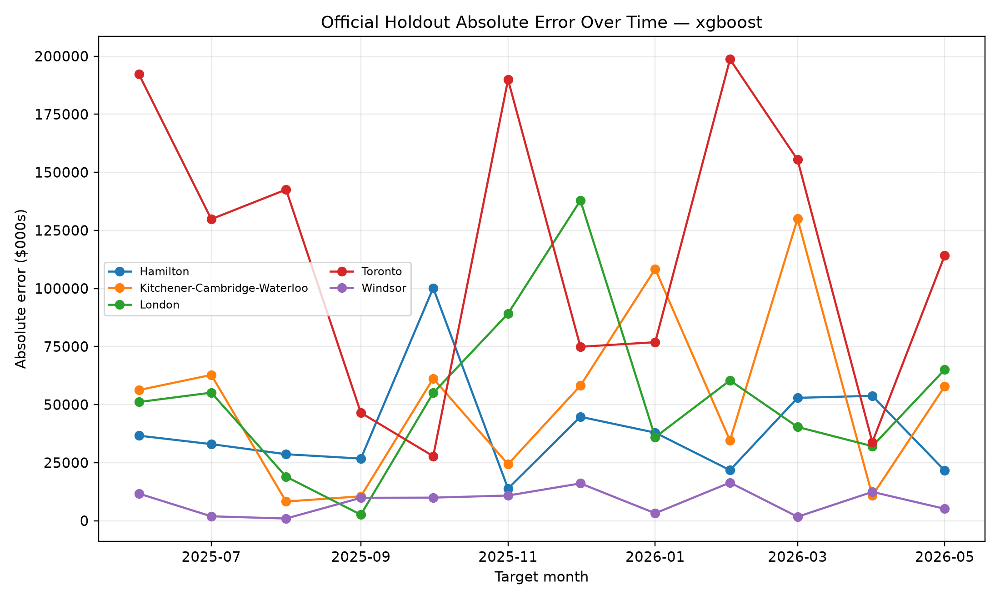 Official Holdout Absolute Error Over Time — xgboost
200000
175000
150000
125000
100000
75000
50000
25000
0
Absolute error ($000s)
Hamilton
Kitchener-Cambridge-Waterloo
London
Toronto
Windsor
2025-07
2025-09
2025-11
2026-01
2026-03
2026-05
Target month